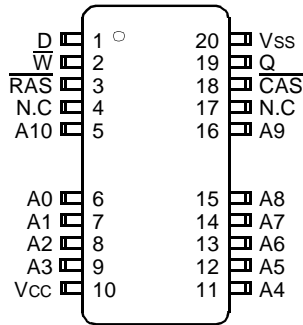 D 1 20 Vss
W 2 19 Q
RAS 3 18 CAS
N.C 4 17 N.C
A10 5 16 A9
A0 6 15 A8
A1 7 14 A7
A2 8 13 A6
A3 9 12 A5
Vcc 10 11 A4